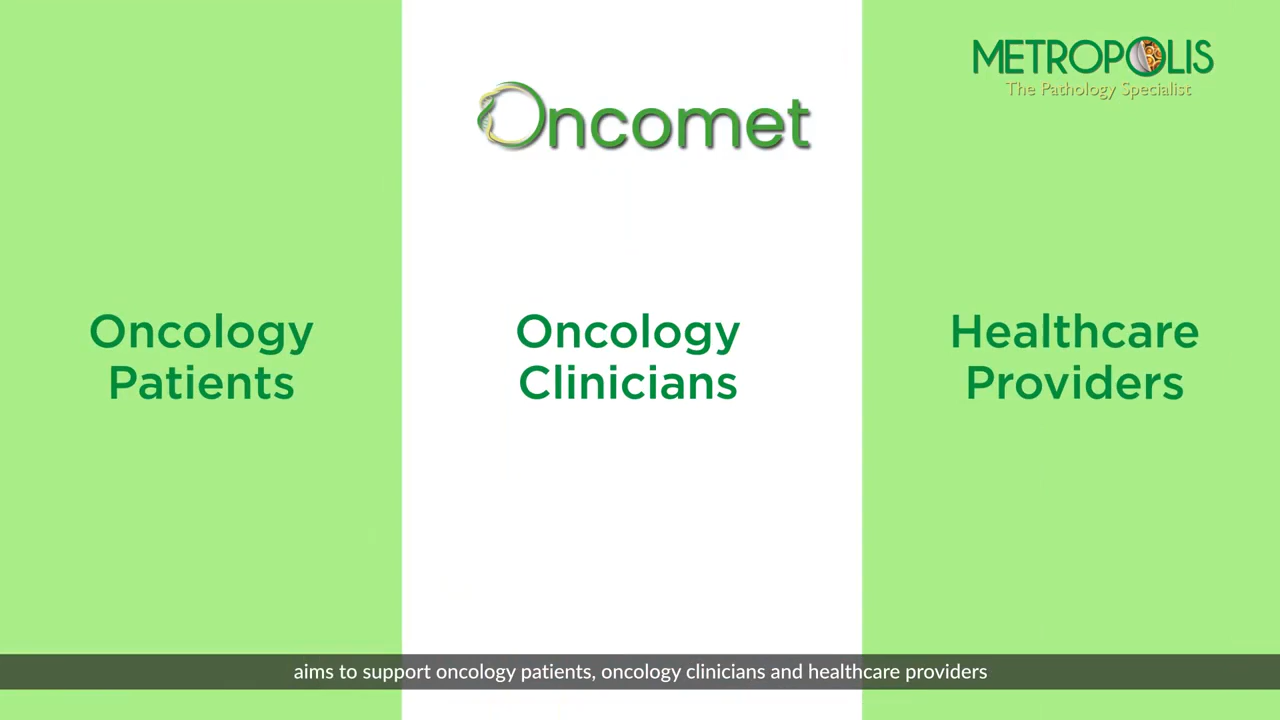 METROPOLIS
The Pathology Specialist
Oncomet
Oncology
Patients
Oncology
Clinicians
Healthcare
Providers
aims to support oncology patients, oncology clinicians and healthcare providers